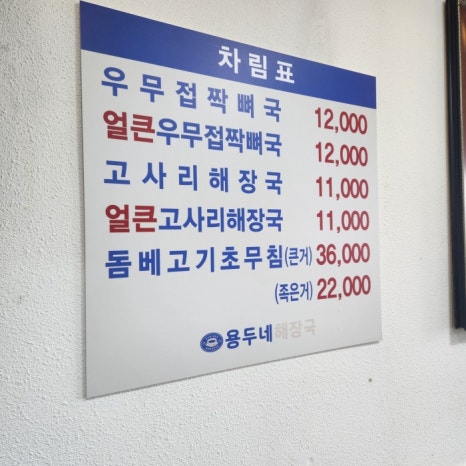 차림표
우무접짝뼈국 12,000
얼큰우무접짝뼈국 12,000
고사리해장국 11,000
얼큰고사리해장국 11,000
돔베고기초무침(큰거) 36,000
(족은거) 22,000
용두네해장국